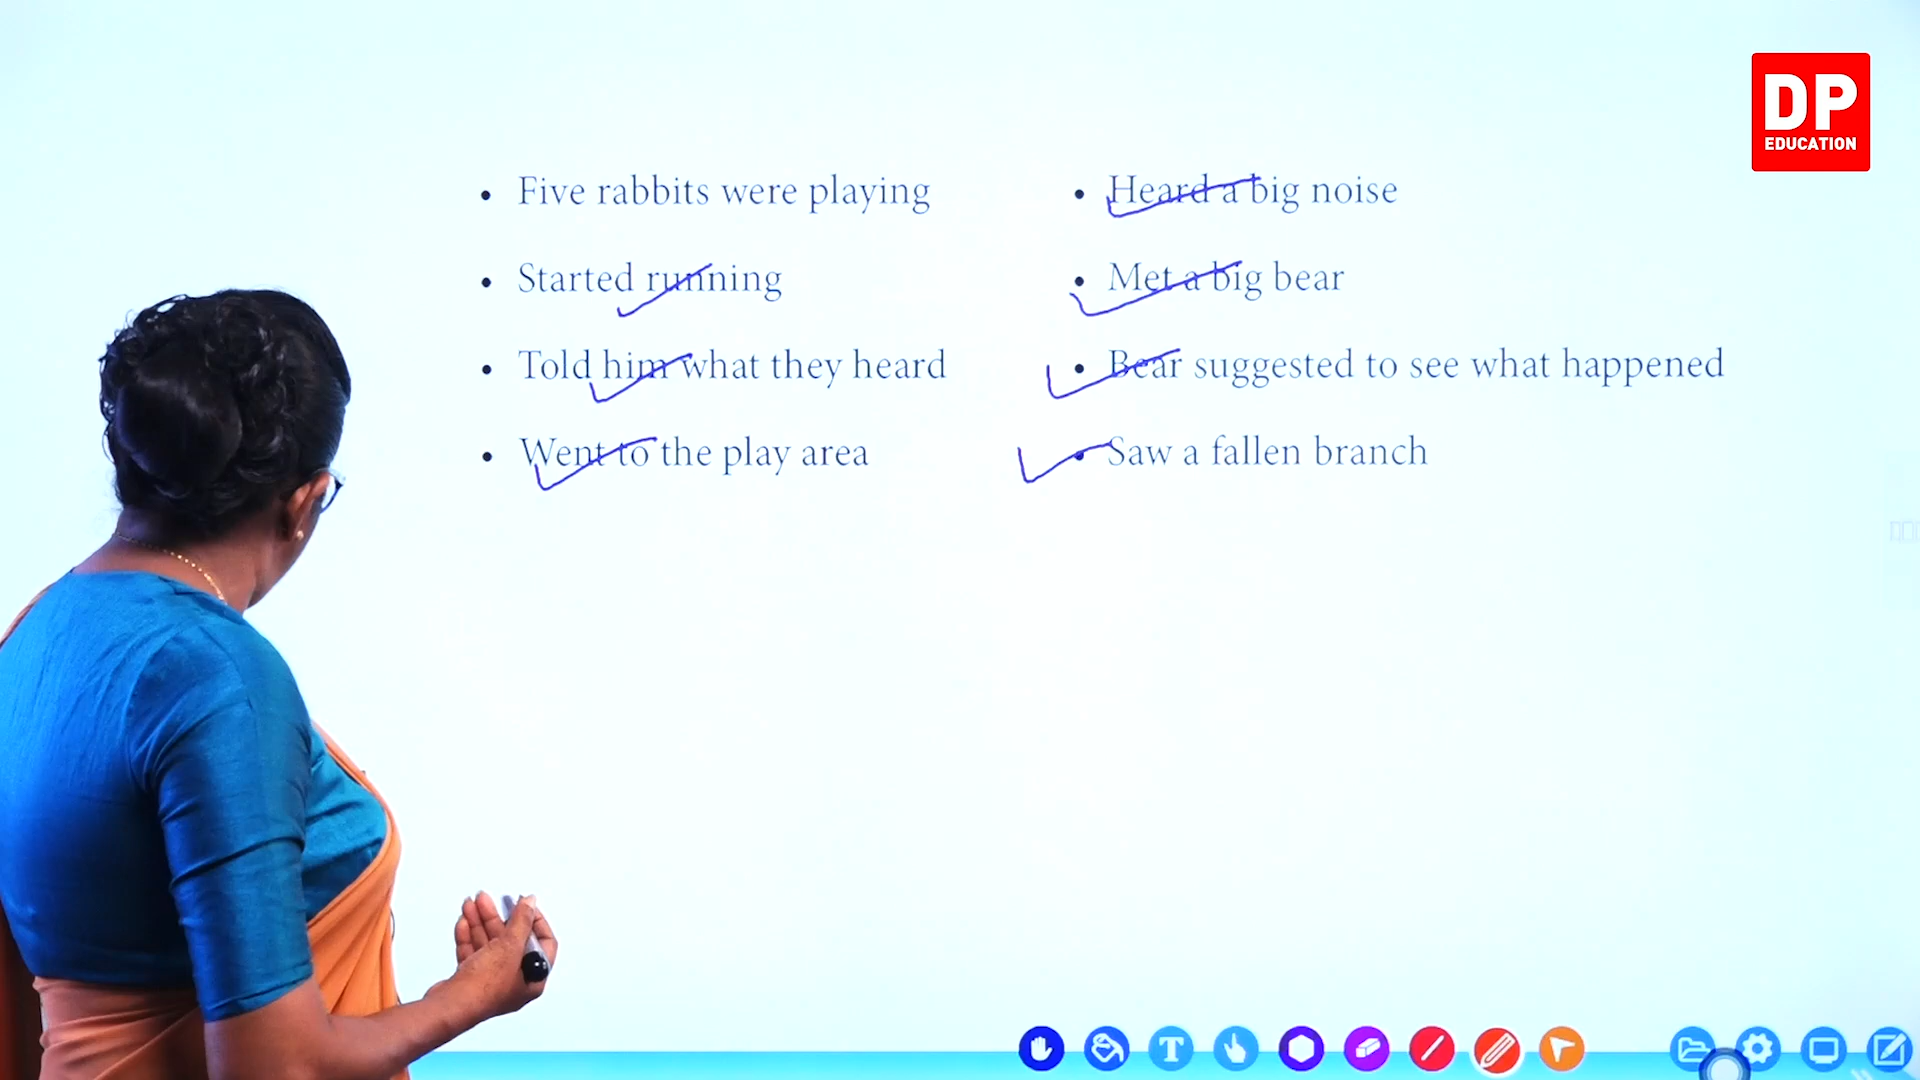 DP
EDUCATION
• Five rabbits were playing
• Heard a big noise
• Started running
• Met a big bear
• Told him what they heard
• Bear suggested to see what happened
• Went to the play area
• Saw a fallen branch
T